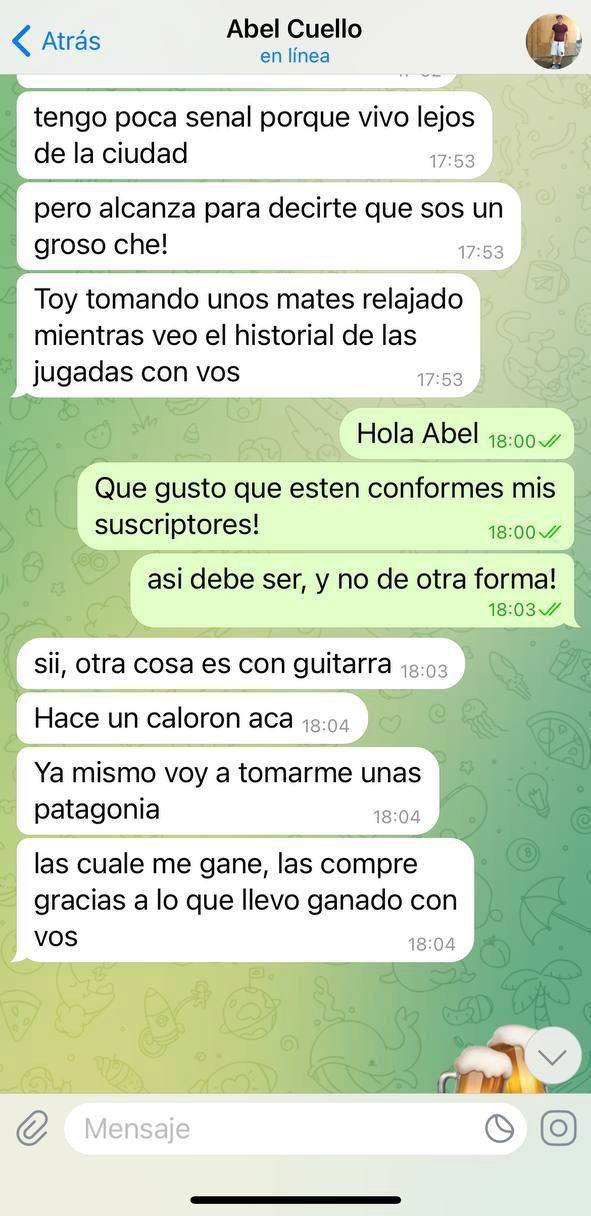 Atrás
Abel Cuello
en línea
tengo poca senal porque vivo lejos
de la ciudad
17:53
pero alcanza para decirte que sos un
groso che!
17:53
Toy tomando unos mates relajado
mientras veo el historial de las
jugadas con vos
17:53
Hola Abel 18:00
Que gusto que esten conformes mis
suscriptores!
18:00
asi debe ser, y no de otra forma!
18:03
sii, otra cosa es con guitarra 18:03
Hace un caloron aca 18:04
Ya mismo voy a tomarme unas
patagonia
18:04
las cuale me gane, las compre
gracias a lo que llevo ganado con
vos
18:04
Mensaje